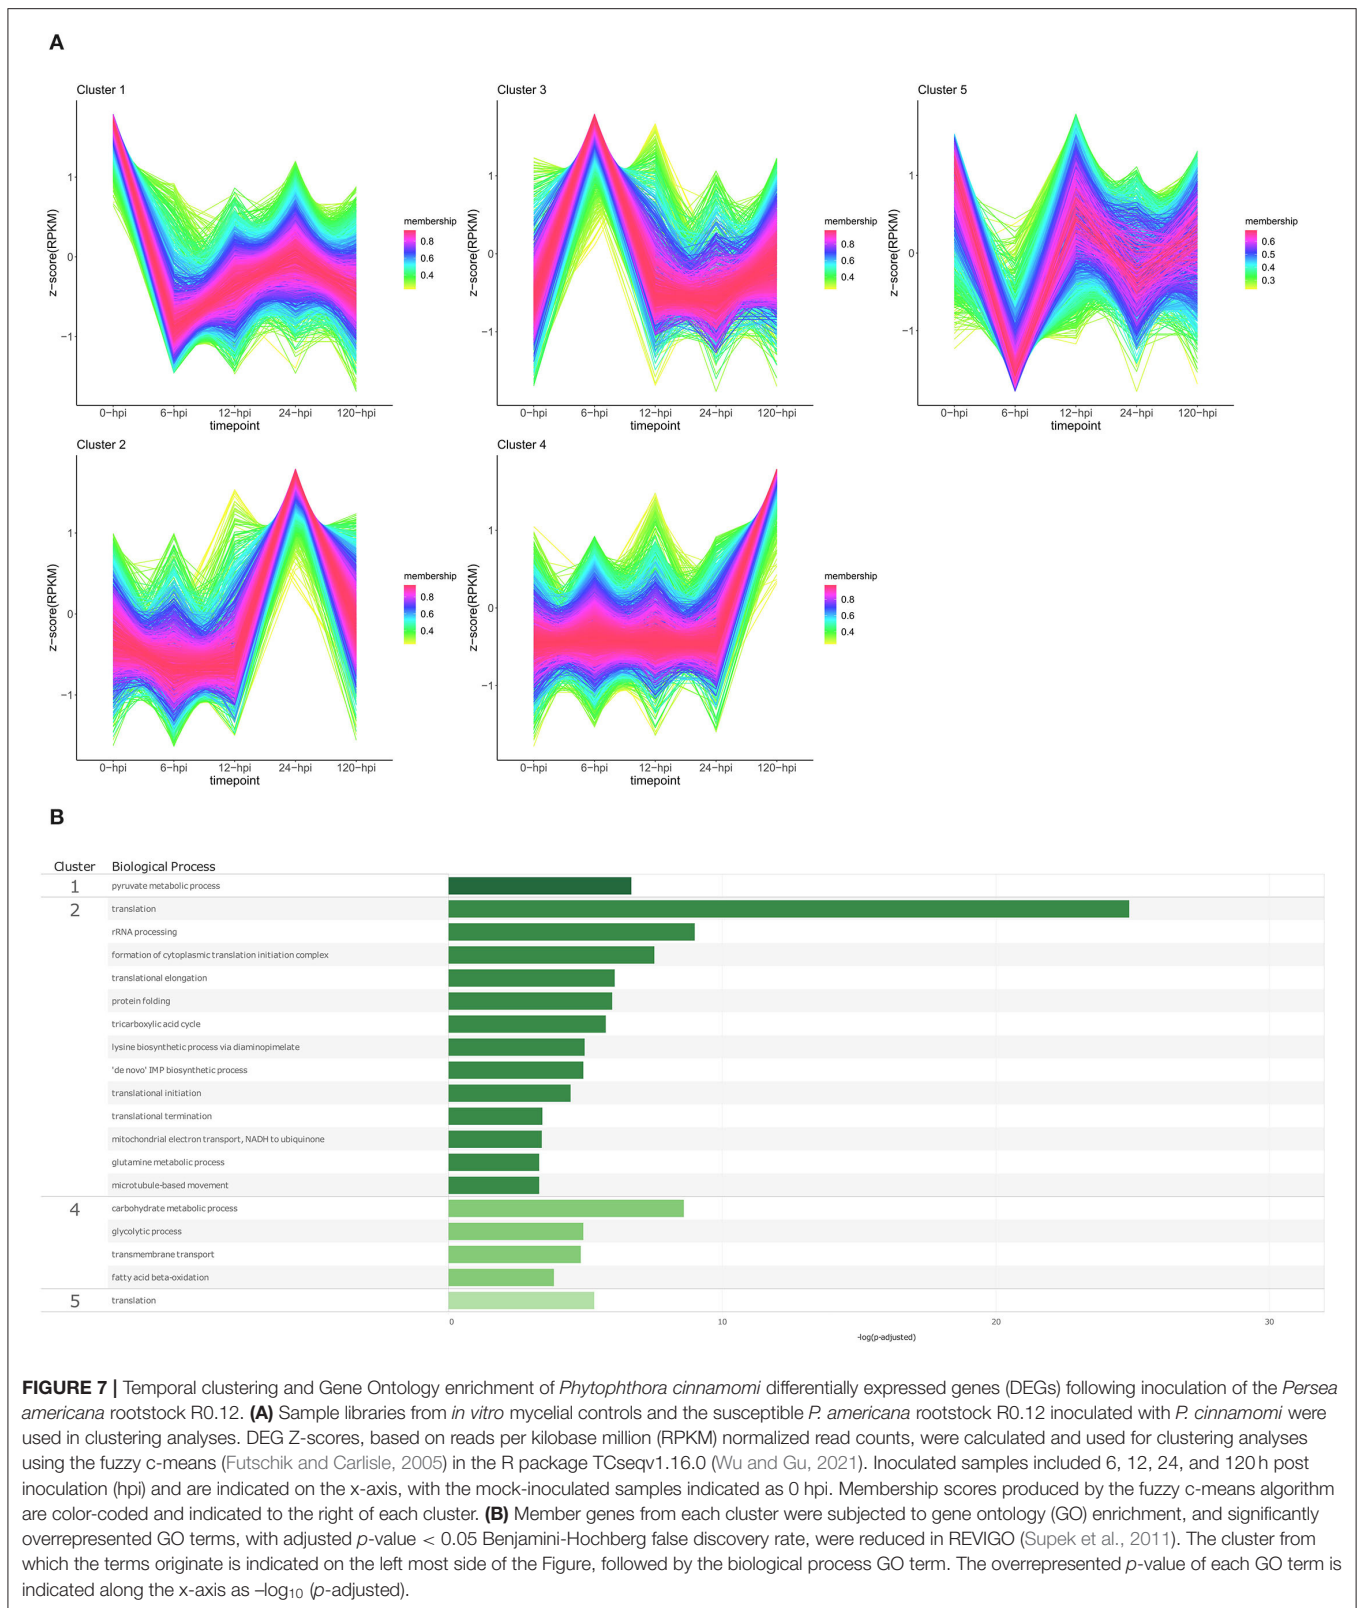 A
Cluster 1
z-score(RPKM)
1
0
−1
0−hpi 6−hpi 12−hpi 24−hpi 120−hpi
timepoint
membership
0.8
0.6
0.4
Cluster 3
z-score(RPKM)
1
0
−1
0−hpi 6−hpi 12−hpi 24−hpi 120−hpi
timepoint
membership
0.8
0.6
0.4
Cluster 5
z-score(RPKM)
1
0
−1
0−hpi 6−hpi 12−hpi 24−hpi 120−hpi
timepoint
membership
0.6
0.5
0.4
0.3
Cluster 2
z-score(RPKM)
1
0
−1
0−hpi 6−hpi 12−hpi 24−hpi 120−hpi
timepoint
membership
0.8
0.6
0.4
Cluster 4
z-score(RPKM)
1
0
−1
0−hpi 6−hpi 12−hpi 24−hpi 120−hpi
timepoint
membership
0.8
0.6
0.4
B
Cluster Biological Process
1 pyruvate metabolic process
2 translation
rRNA processing
formation of cytoplasmic translation initiation complex
translational elongation
protein folding
tricarboxylic acid cycle
lysine biosynthetic process via diaminopimelate
'de novo' IMP biosynthetic process
translational initiation
translational termination
mitochondrial electron transport, NADH to ubiquinone
glutamine metabolic process
microtubule-based movement
4 carbohydrate metabolic process
glycolytic process
transmembrane transport
fatty acid beta-oxidation
5 translation
0 10 20 30
-log(p-adjusted)
FIGURE 7 | Temporal clustering and Gene Ontology enrichment of Phytophthora cinnamomi differentially expressed genes (DEGs) following inoculation of the Persea
americana rootstock R0.12. (A) Sample libraries from in vitro mycelial controls and the susceptible P. americana rootstock R0.12 inoculated with P. cinnamomi were
used in clustering analyses. DEG Z-scores, based on reads per kilobase million (RPKM) normalized read counts, were calculated and used for clustering analyses
using the fuzzy c-means (Futschik and Carlisle, 2005) in the R package TCseqv1.16.0 (Wu and Gu, 2021). Inoculated samples included 6, 12, 24, and 120 h post
inoculation (hpi) and are indicated on the x-axis, with the mock-inoculated samples indicated as 0 hpi. Membership scores produced by the fuzzy c-means algorithm
are color-coded and indicated to the right of each cluster. (B) Member genes from each cluster were subjected to gene ontology (GO) enrichment, and significantly
overrepresented GO terms, with adjusted p-value < 0.05 Benjamini-Hochberg false discovery rate, were reduced in REVIGO (Supek et al., 2011). The cluster from
which the terms originate is indicated on the left most side of the Figure, followed by the biological process GO term. The overrepresented p-value of each GO term is
indicated along the x-axis as –log10 (p-adjusted).